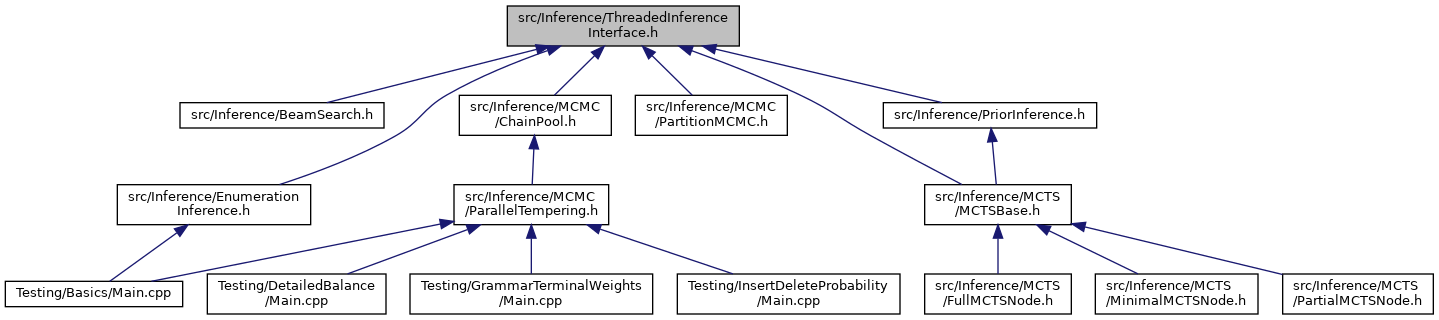 src/Inference/ThreadedInference
Interface.h
src/Inference/BeamSearch.h
src/Inference/MCMC
/ChainPool.h
src/Inference/MCMC
/PartitionMCMC.h
src/Inference/PriorInference.h
src/Inference/Enumeration
Inference.h
src/Inference/MCMC
/ParallelTempering.h
src/Inference/MCTS
/MCTSBase.h
Testing/Basics/Main.cpp
Testing/DetailedBalance
/Main.cpp
Testing/GrammarTerminalWeights
/Main.cpp
Testing/InsertDeleteProbability
/Main.cpp
src/Inference/MCTS
/FullMCTSNode.h
src/Inference/MCTS
/MinimalMCTSNode.h
src/Inference/MCTS
/PartialMCTSNode.h